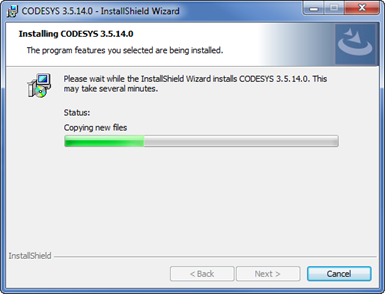 CODESYS 3.5.14.0 - InstallShield Wizard
Installing CODESYS 3.5.14.0
The program features you selected are being installed.
Please wait while the InstallShield Wizard installs CODESYS 3.5.14.0. This
may take several minutes.
Status:
Copying new files
InstallShield
< Back
Next >
Cancel